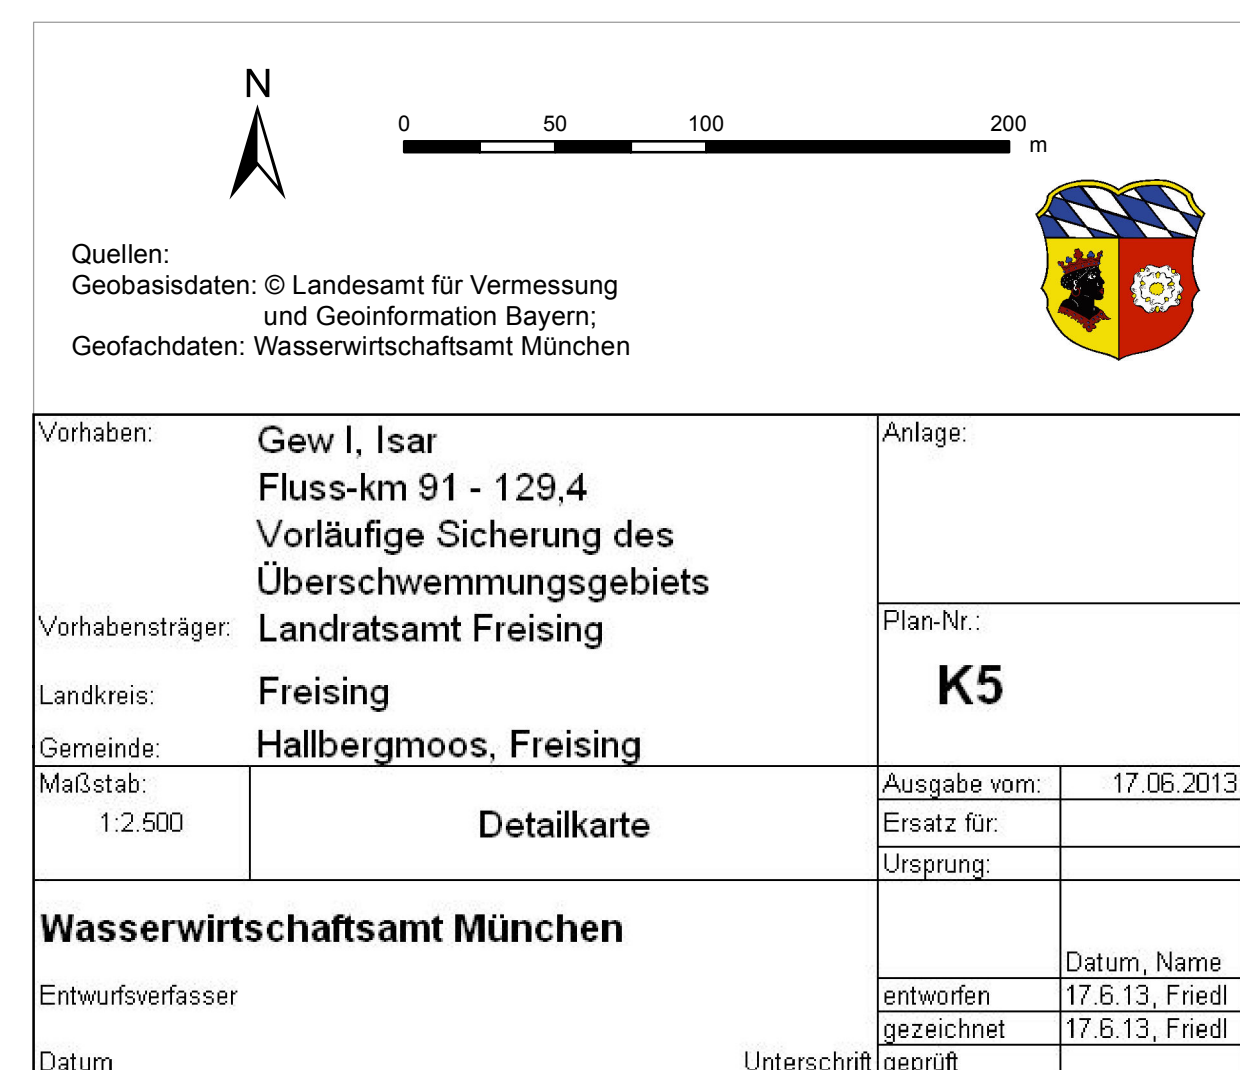 N
0 50 100 200
m
Quellen:
Geobasisdaten: © Landesamt für Vermessung
und Geoinformation Bayern;
Geofachdaten: Wasserwirtschaftsamt München
Vorhaben: Gew I, Isar
Fluss-km 91 - 129,4
Vorläufige Sicherung des
Überschwemmungsgebiets
Anlage:
Vorhabensträger: Landratsamt Freising
Plan-Nr.:
K5
Landkreis: Freising
Gemeinde: Hallbergmoos, Freising
Maßstab:
1:2.500
Detailkarte
Ausgabe vom: 17.06.2013
Ersatz für:
Ursprung:
Wasserwirtschaftsamt München
Datum, Name
Entwurfsverfasser
entworfen 17.6.13, Friedl
gezeichnet 17.6.13, Friedl
Datum Unterschrift geprüft